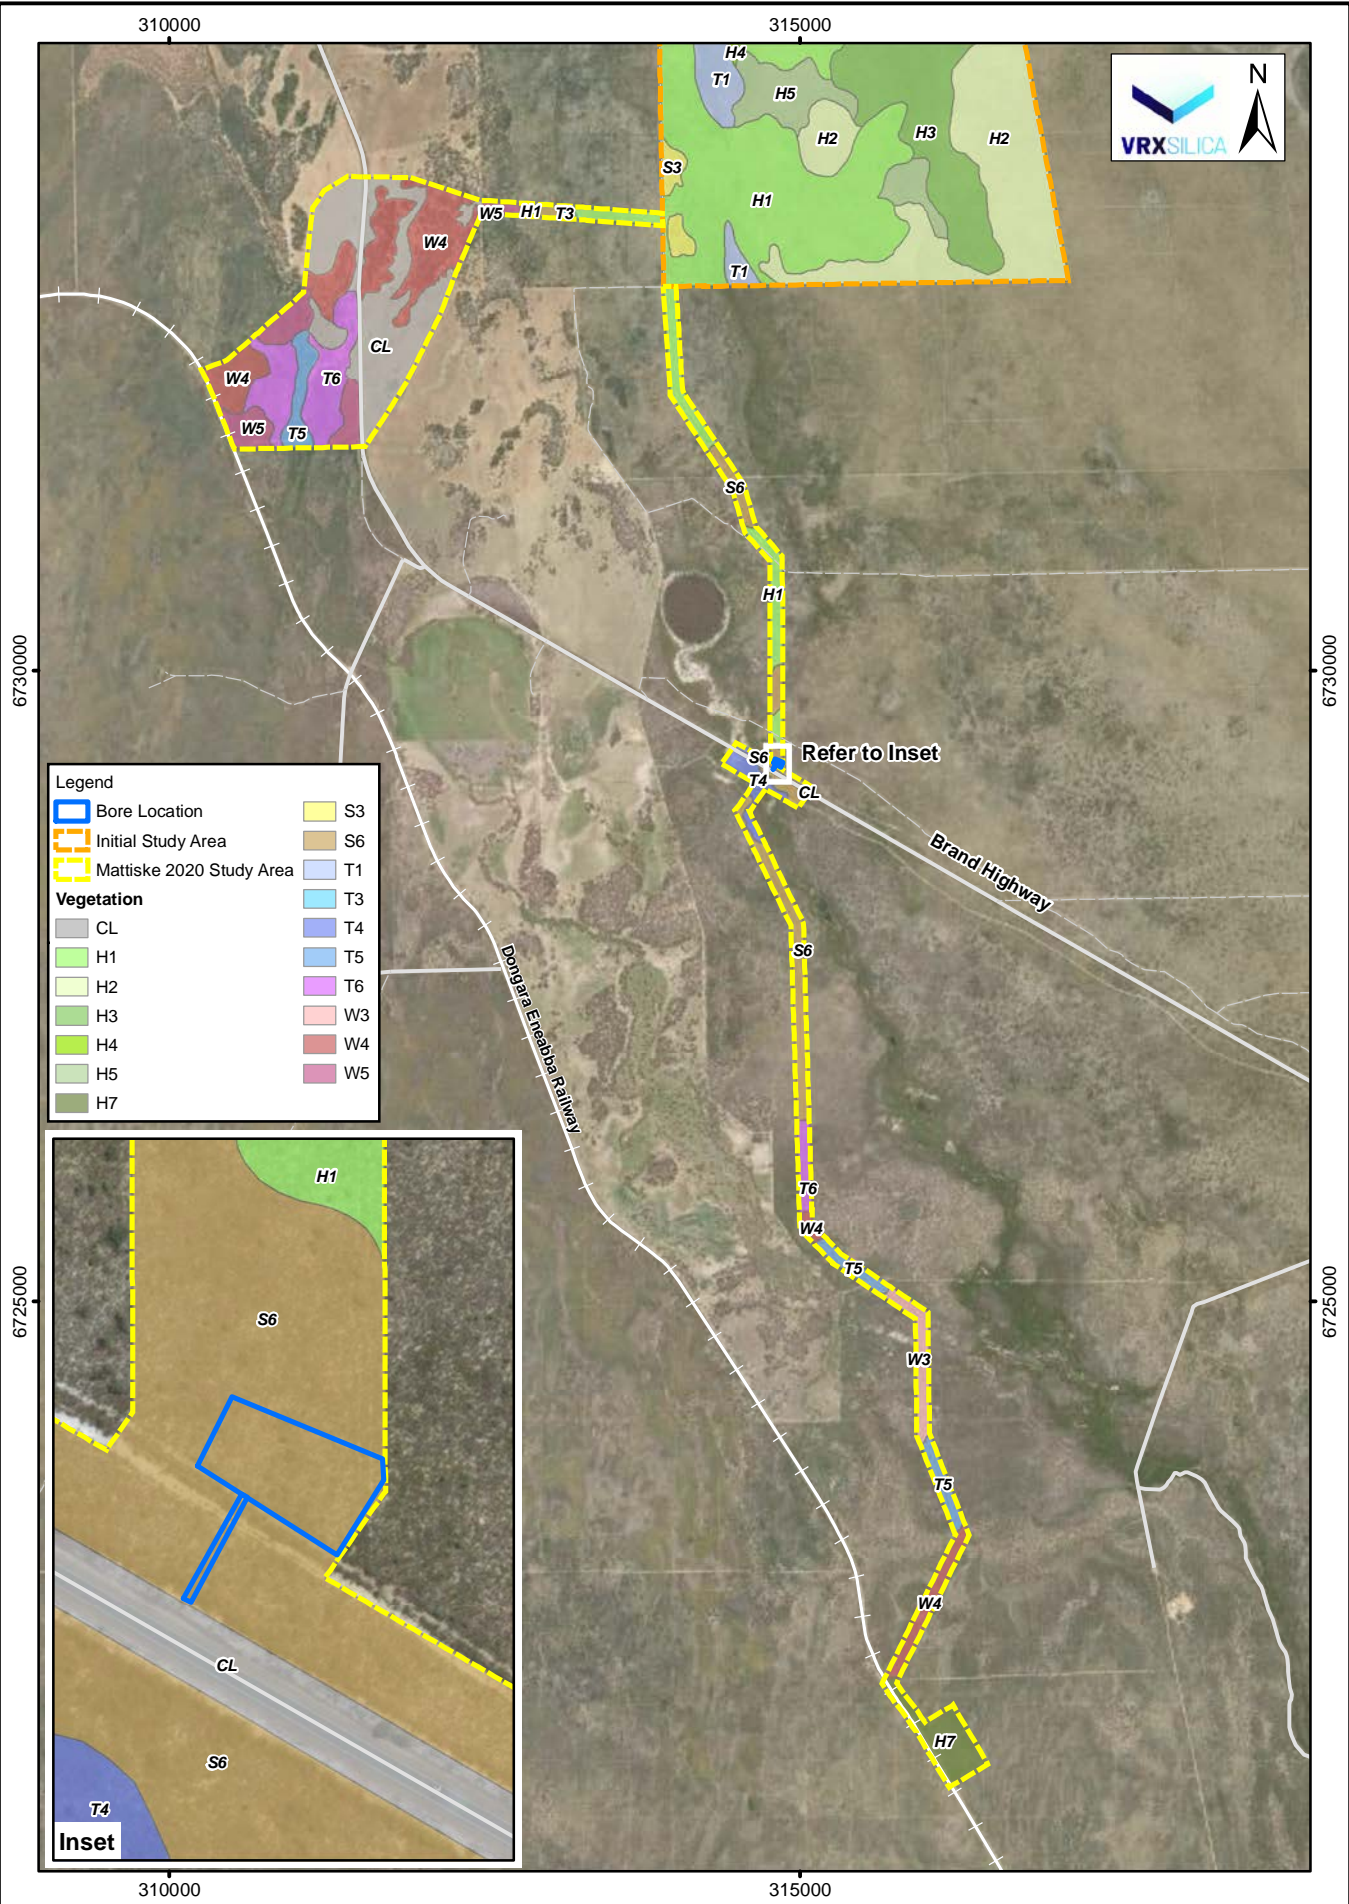 310000
315000
H4
T1
H5
H2
H3
H2
S3
H1
T1
N
VRXSILICA
W5
H1
T3
W4
CL
W4
T6
W5
T5
S6
H1
6730000
6730000
S6
Refer to Inset
T4
CL
Brand Highway
S6
Dongara Eneabba Railway
T6
W4
T5
6725000
6725000
W3
T5
W4
H7
Legend
Bore Location
Initial Study Area
Mattiske 2020 Study Area
Vegetation
CL
H1
H2
H3
H4
H5
H7
S3
S6
T1
T3
T4
T5
T6
W3
W4
W5
H1
S6
CL
S6
T4
Inset
310000
315000